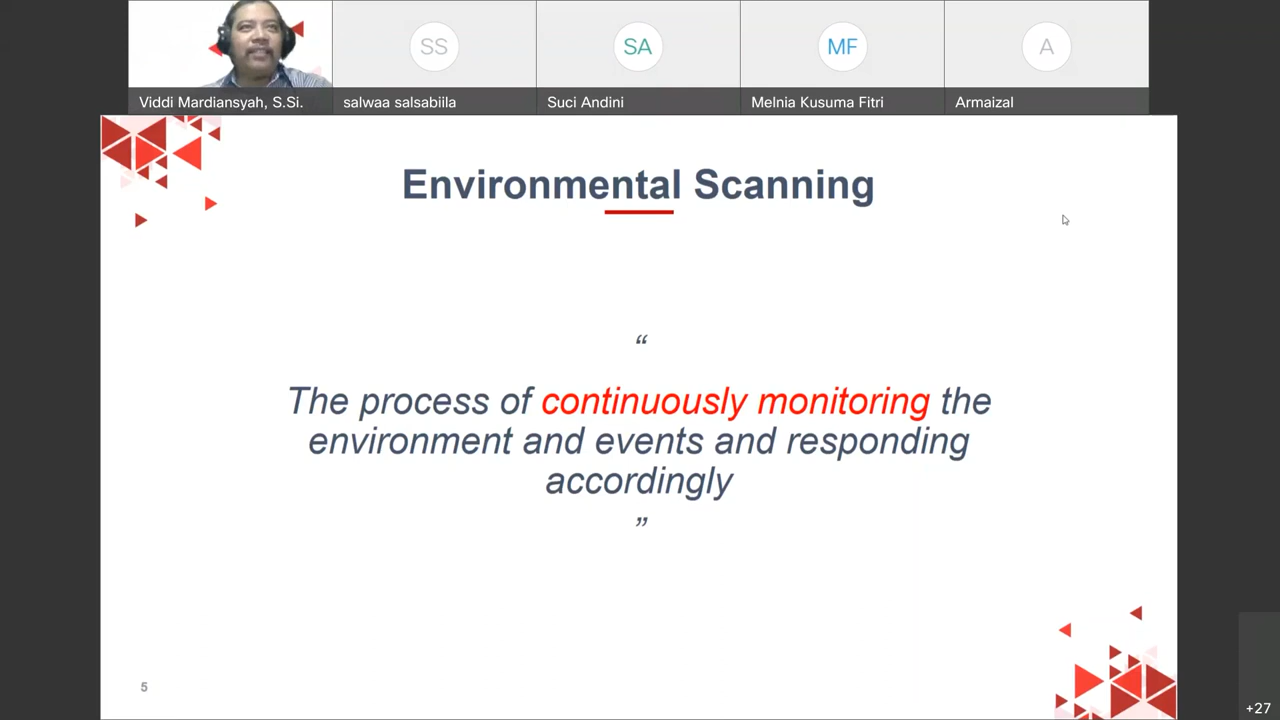 SS
SA
MF
A
Viddi Mardiansyah, S.Si.
salwaa salsabiila
Suci Andini
Melnia Kusuma Fitri
Armaizal
Environmental Scanning
“
The process of continuously monitoring the
environment and events and responding
accordingly
”
5
+27